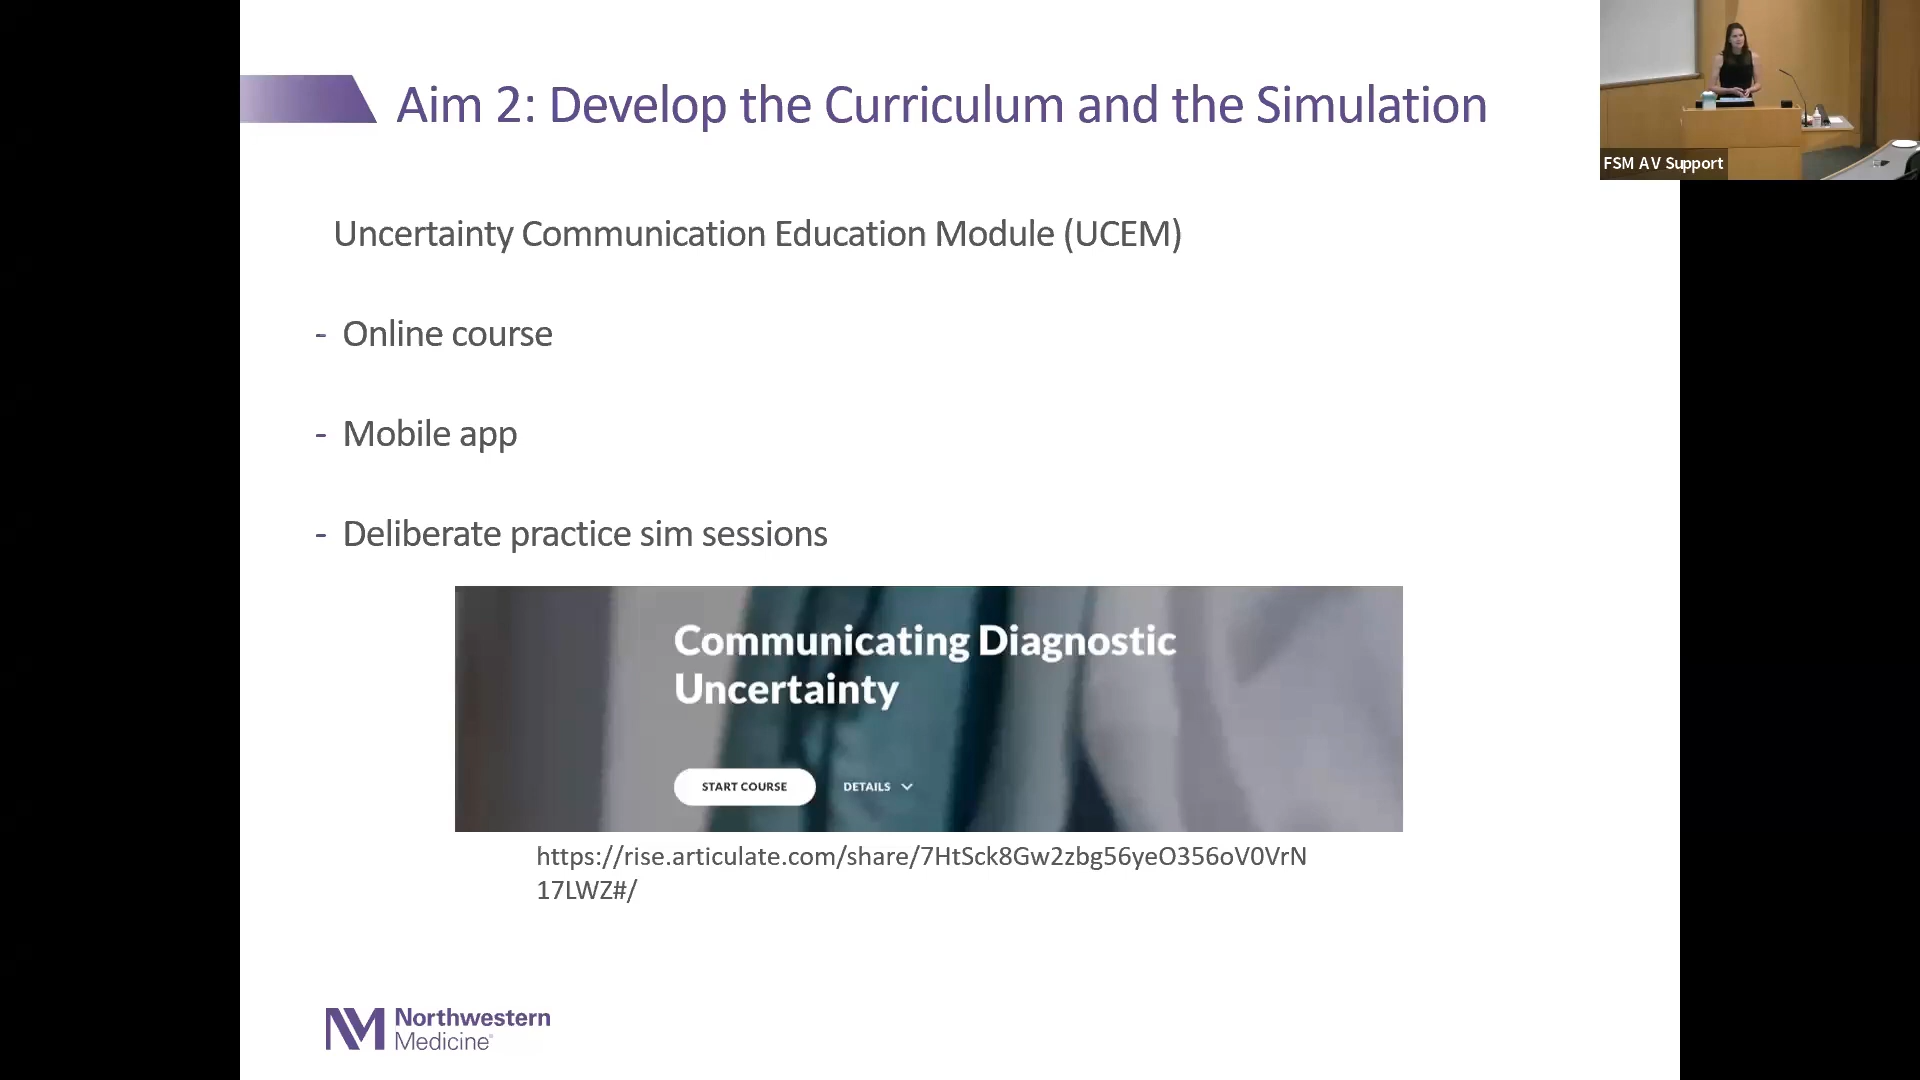 Aim 2: Develop the Curriculum and the Simulation
FSM AV Support
Uncertainty Communication Education Module (UCEM)
- Online course
- Mobile app
- Deliberate practice sim sessions
Communicating Diagnostic
Uncertainty
START COURSE
DETAILS
https://rise.articulate.com/share/7HtSck8Gw2zbg56yeO356oV0VrN
17LWZ#/
NM Northwestern
Medicine®